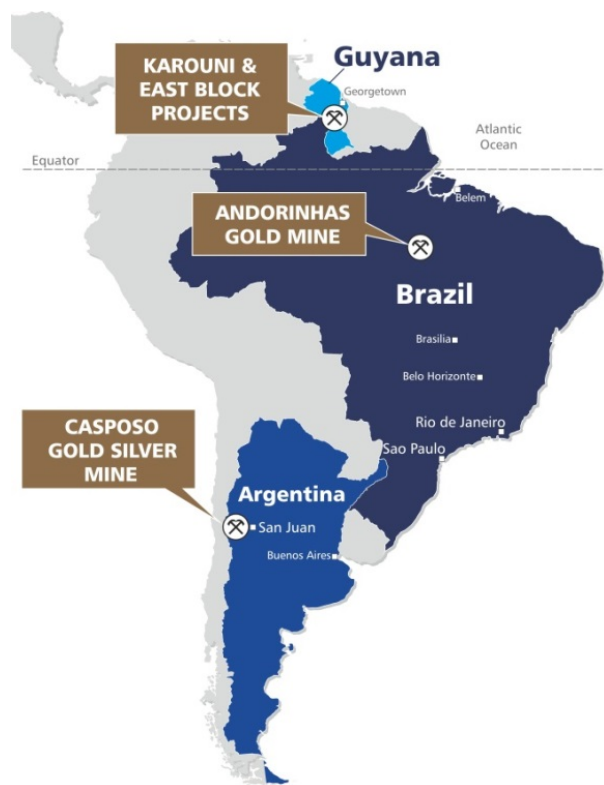 Guyana
KAROUNI &
EAST BLOCK
PROJECTS
Georgetown
Atlantic
Ocean
Equator
Belem
ANDORINHAS
GOLD MINE
Brazil
Brasilia
Belo Horizonte
Rio de Janeiro
Sao Paulo
CASPOSO
GOLD SILVER
MINE
Argentina
San Juan
Buenos Aires